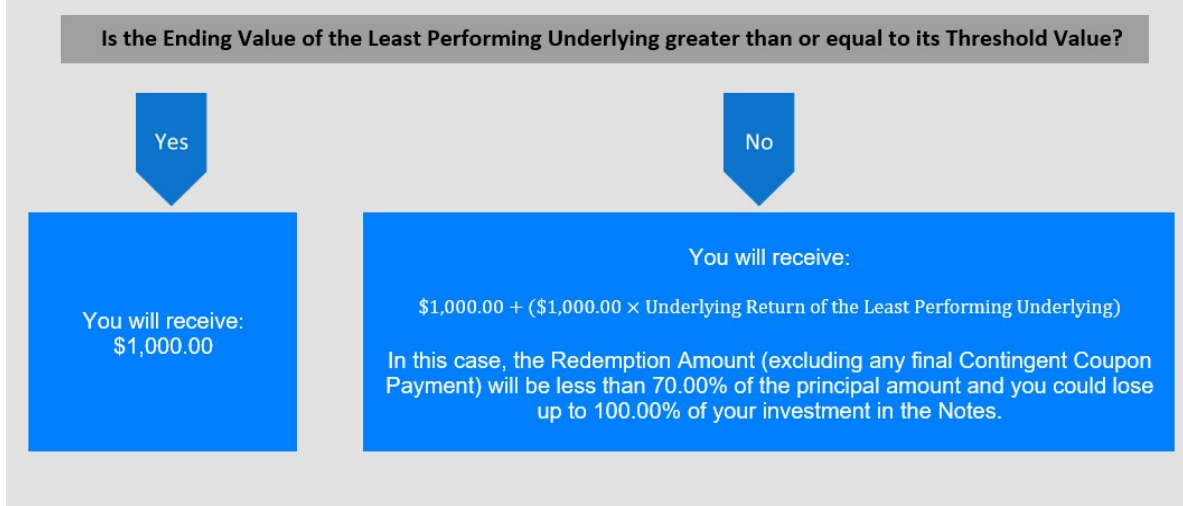 Is the Ending Value of the Least Performing Underlying greater than or equal to its Threshold Value?
Yes
No
You will receive:
$1,000.00
You will receive:
$1,000.00 + ($1,000.00 × Underlying Return of the Least Performing Underlying)
In this case, the Redemption Amount (excluding any final Contingent Coupon
Payment) will be less than 70.00% of the principal amount and you could lose
up to 100.00% of your investment in the Notes.